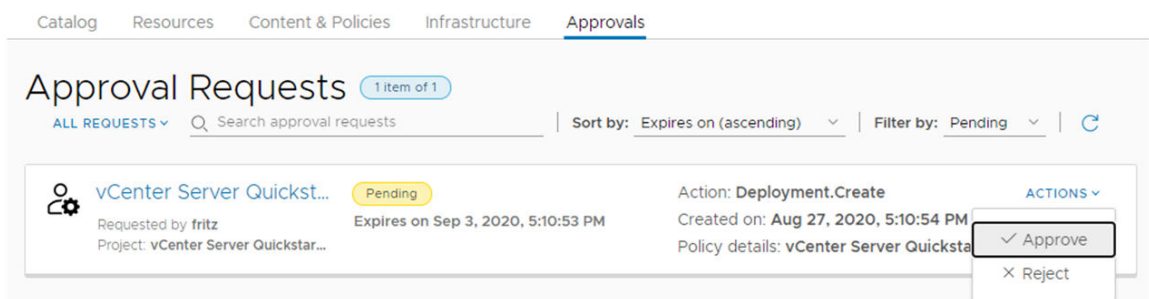 Catalog Resources Content & Policies Infrastructure Approvals
Approval Requests 1 item of 1
ALL REQUESTS Search approval requests Sort by: Expires on (ascending) Filter by: Pending
vCenter Server Quickst... Pending Action: Deployment.Create ACTIONS
Requested by fritz Expires on Sep 3, 2020, 5:10:53 PM Created on: Aug 27, 2020, 5:10:54 PM
Project: vCenter Server Quickstar... Policy details: vCenter Server Quicksta
Approve
Reject